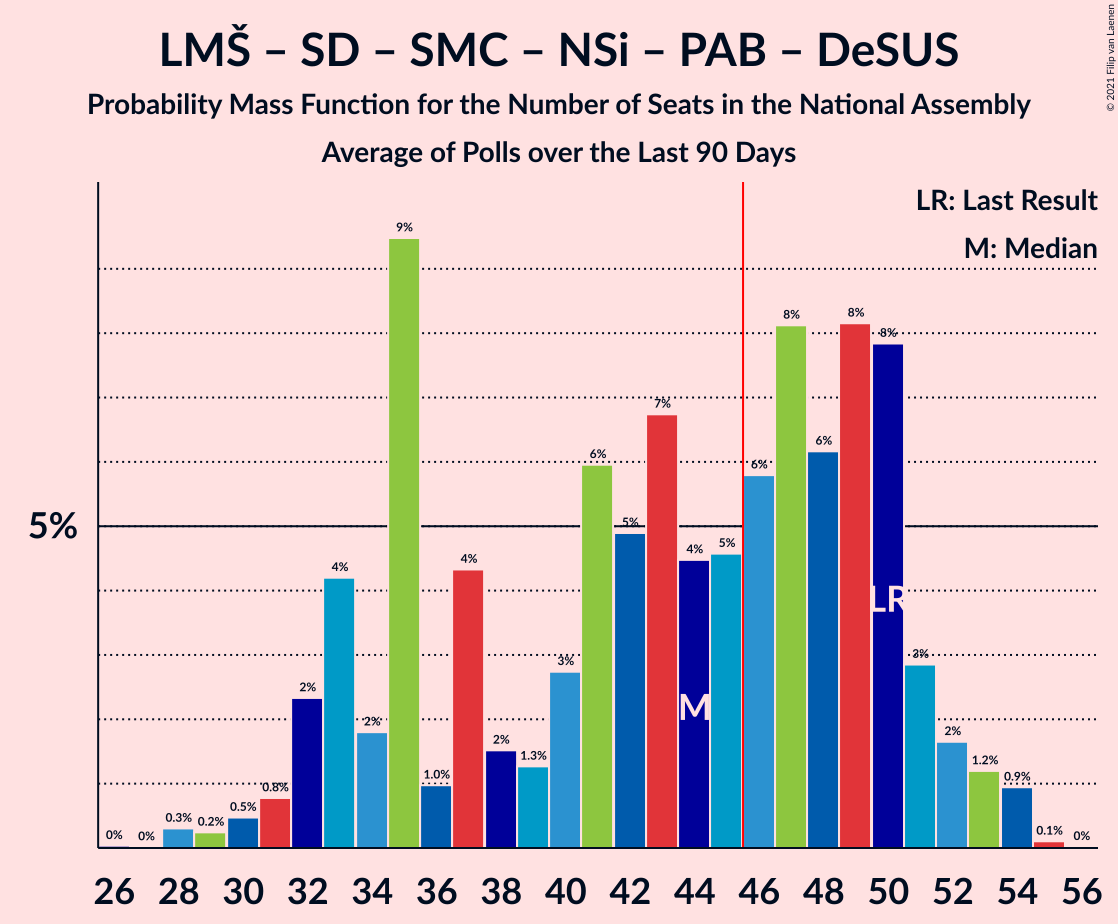 LMŠ – SD – SMC – NSi – PAB – DeSUS
Probability Mass Function for the Number of Seats in the National Assembly
Average of Polls over the Last 90 Days
© 2021 Filip van Laenen
LR: Last Result
M: Median
5%
0% 0% 0.3% 0.2% 0.5% 0.8% 2% 4% 2% 9% 1.0% 4% 2% 1.3% 3% 6% 5% 7% 4% 5% 6% 8% 6% 8% 8% 3% 2% 1.2% 0.9% 0.1% 0%
LR
M
26 28 30 32 34 36 38 40 42 44 46 48 50 52 54 56